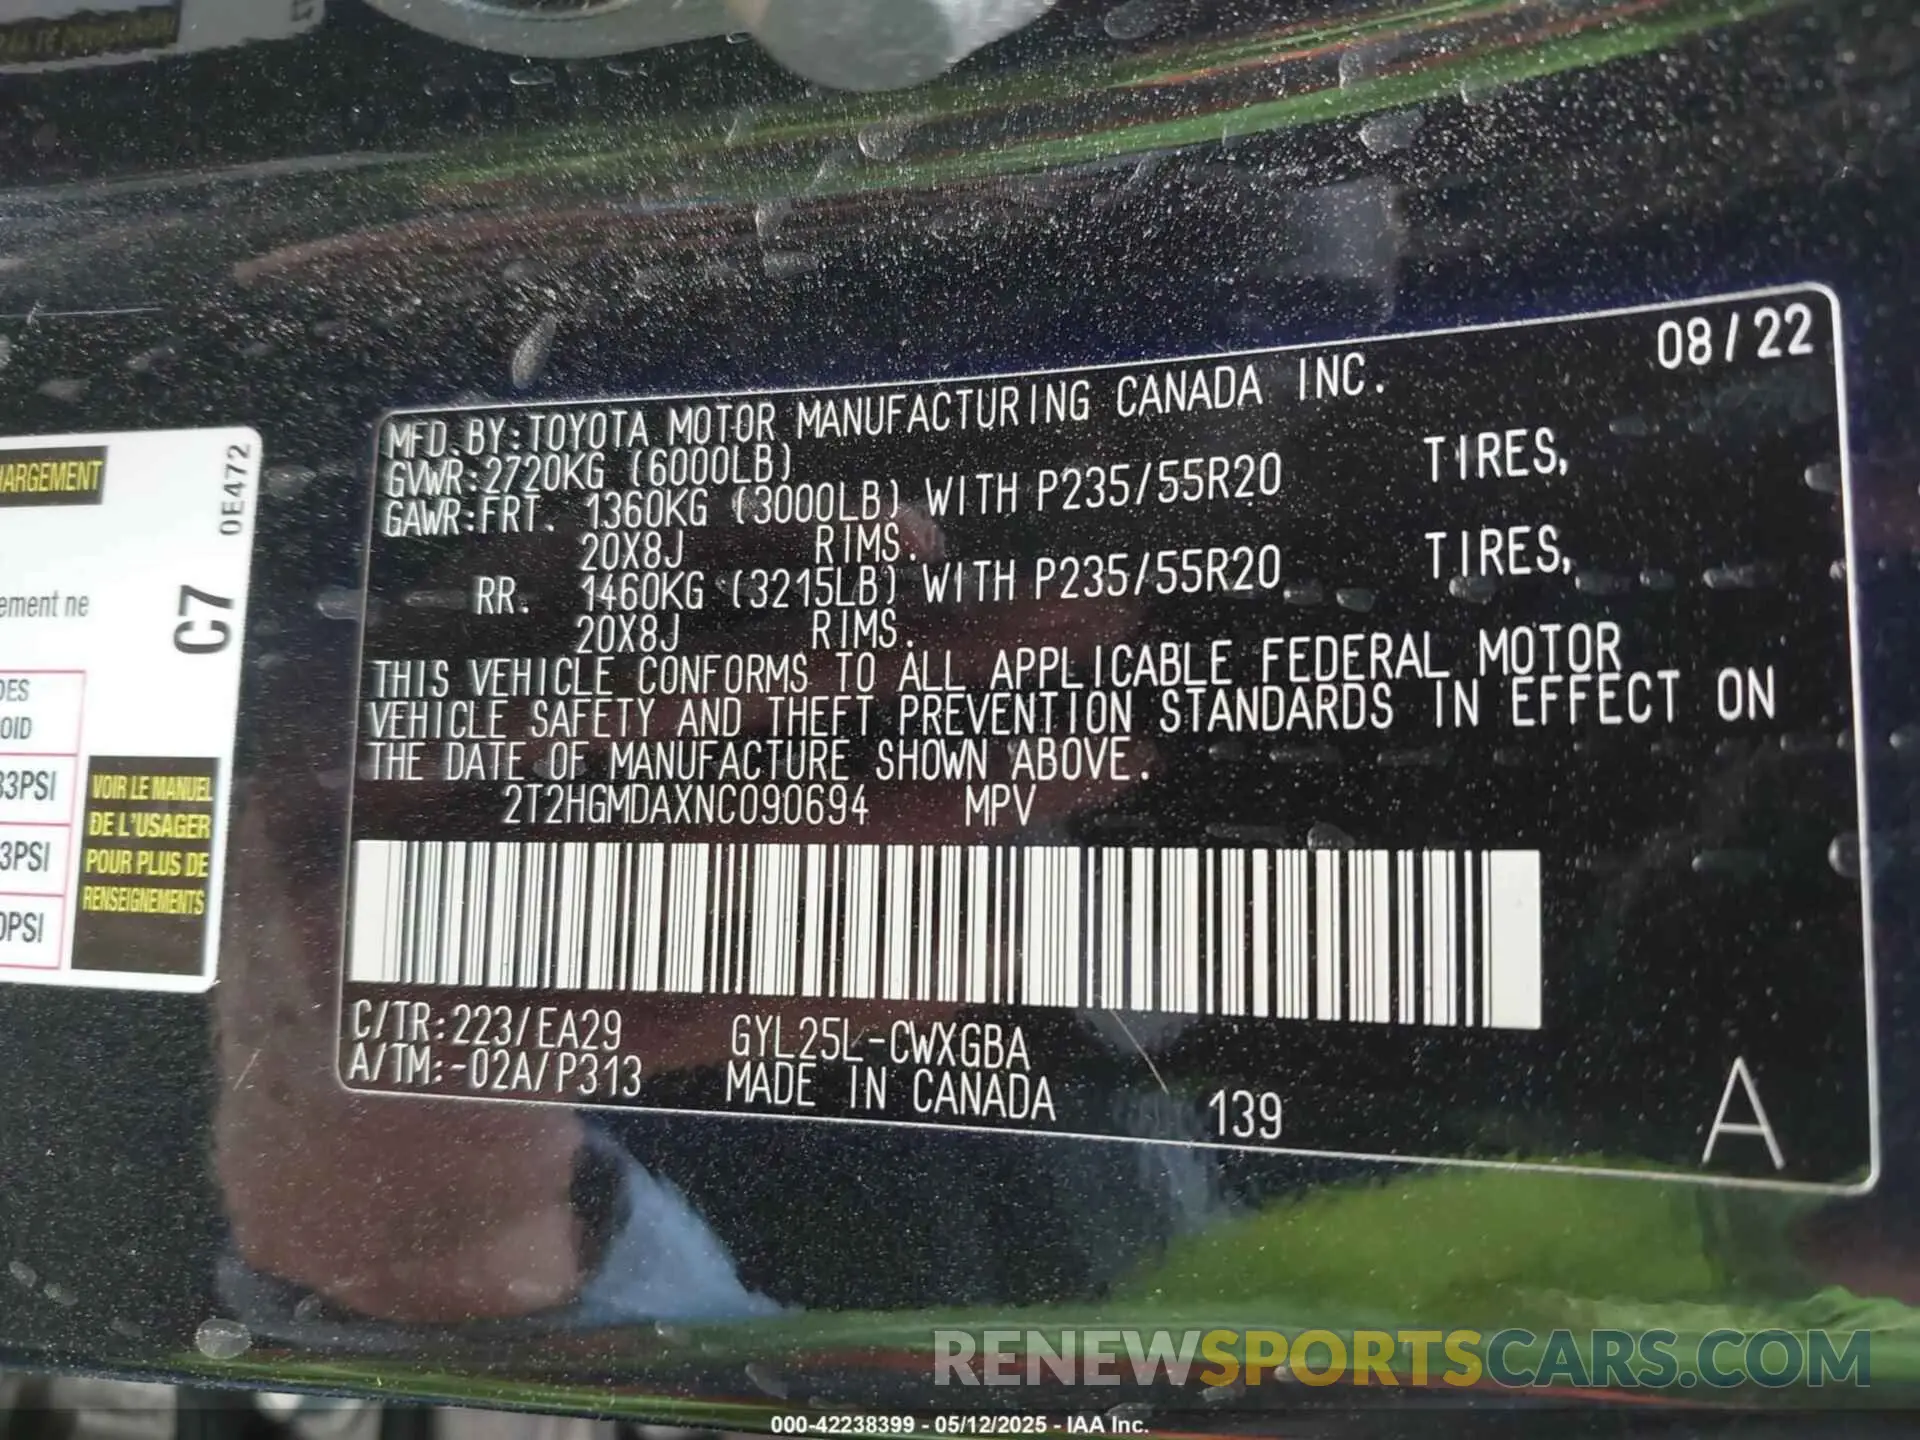 08/22
MFD.BY:TOYOTA MOTOR MANUFACTURING CANADA INC.
GVWR:2720KG (6000LB)
GAWR:FRT. 1360KG (3000LB) WITH P235/55R20 TIRES,
20X8J RIMS.
RR. 1460KG (3215LB) WITH P235/55R20 TIRES,
20X8J RIMS.
THIS VEHICLE CONFORMS TO ALL APPLICABLE FEDERAL MOTOR
VEHICLE SAFETY AND THEFT PREVENTION STANDARDS IN EFFECT ON
THE DATE OF MANUFACTURE SHOWN ABOVE.
2T2HGMDAXNC090694 MPV
C/TR:223/EA29 GYL25L-CWXGBA
A/TM:-02A/P313 MADE IN CANADA 139
A
HARGEMENT
0E472
ement ne
C7
DES
OID
33PSI
3PSI
0PSI
VOIR LE MANUEL
DE L'USAGER
POUR PLUS DE
RENSEIGNEMENTS
RENEWSPORTSCARS.COM
000-42238399 - 05/12/2025 - IAA Inc.